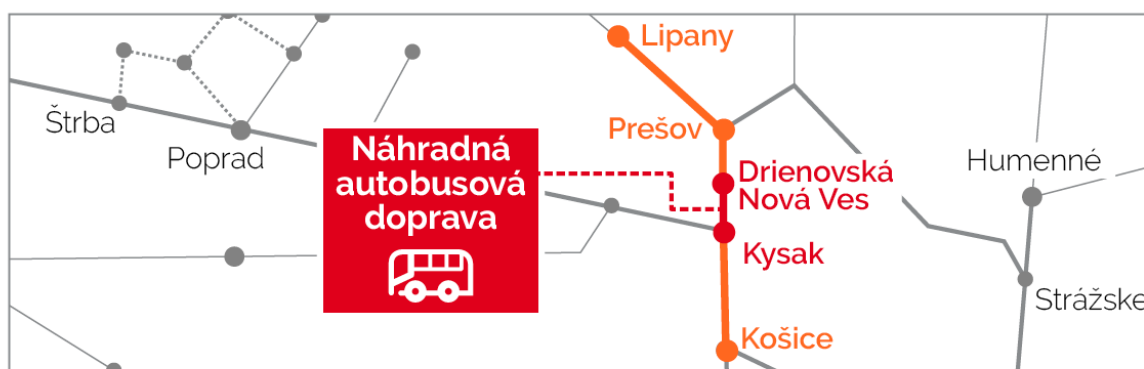 Lipany
Štrba
Prešov
Poprad
Náhradná
autobusová
doprava
Drienovská
Nová Ves
Humenné
Kysak
Strážske
Košice